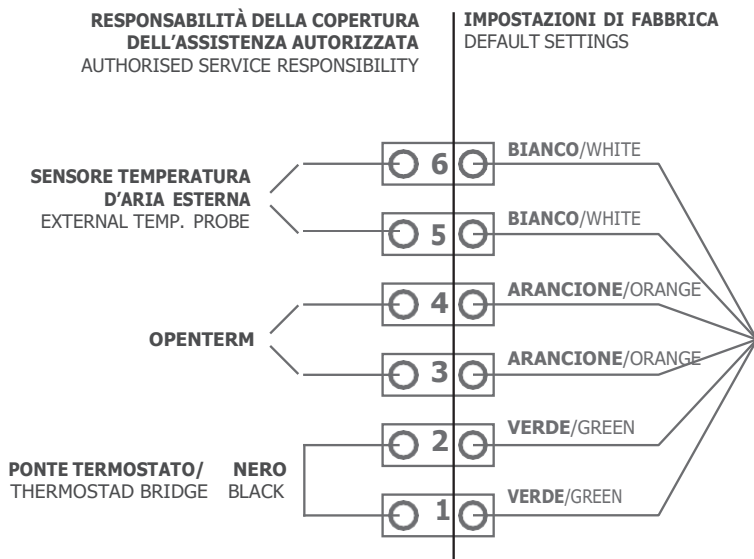 RESPONSABILITÀ DELLA COPERTURA
DELL'ASSISTENZA AUTORIZZATA
AUTHORISED SERVICE RESPONSIBILITY
IMPOSTAZIONI DI FABBRICA
DEFAULT SETTINGS
SENSORE TEMPERATURA
D'ARIA ESTERNA
EXTERNAL TEMP. PROBE
6
BIANCO/WHITE
5
BIANCO/WHITE
OPENTERM
4
ARANCIONE/ORANGE
3
ARANCIONE/ORANGE
PONTE TERMOSTATO/ NERO
THERMOSTAD BRIDGE BLACK
2
VERDE/GREEN
1
VERDE/GREEN